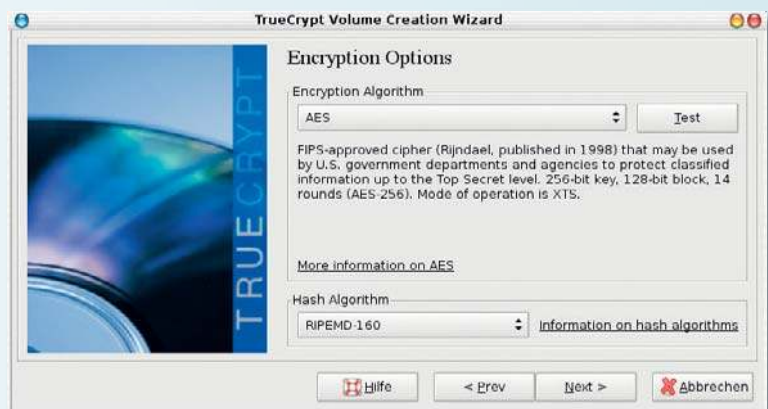 TrueCrypt Volume Creation Wizard
TRUECRYPT
Encryption Options
Encryption Algorithm
AES
Test
FIPS-approved cipher (Rijndael, published in 1998) that may be used
by U.S. government departments and agencies to protect classified
information up to the Top Secret level. 256-bit key, 128-bit block, 14
rounds (AES-256). Mode of operation is XTS.
More information on AES
Hash Algorithm
RIPEMD-160
Information on hash algorithms
Hilfe
< Prev
Next >
Abbrechen